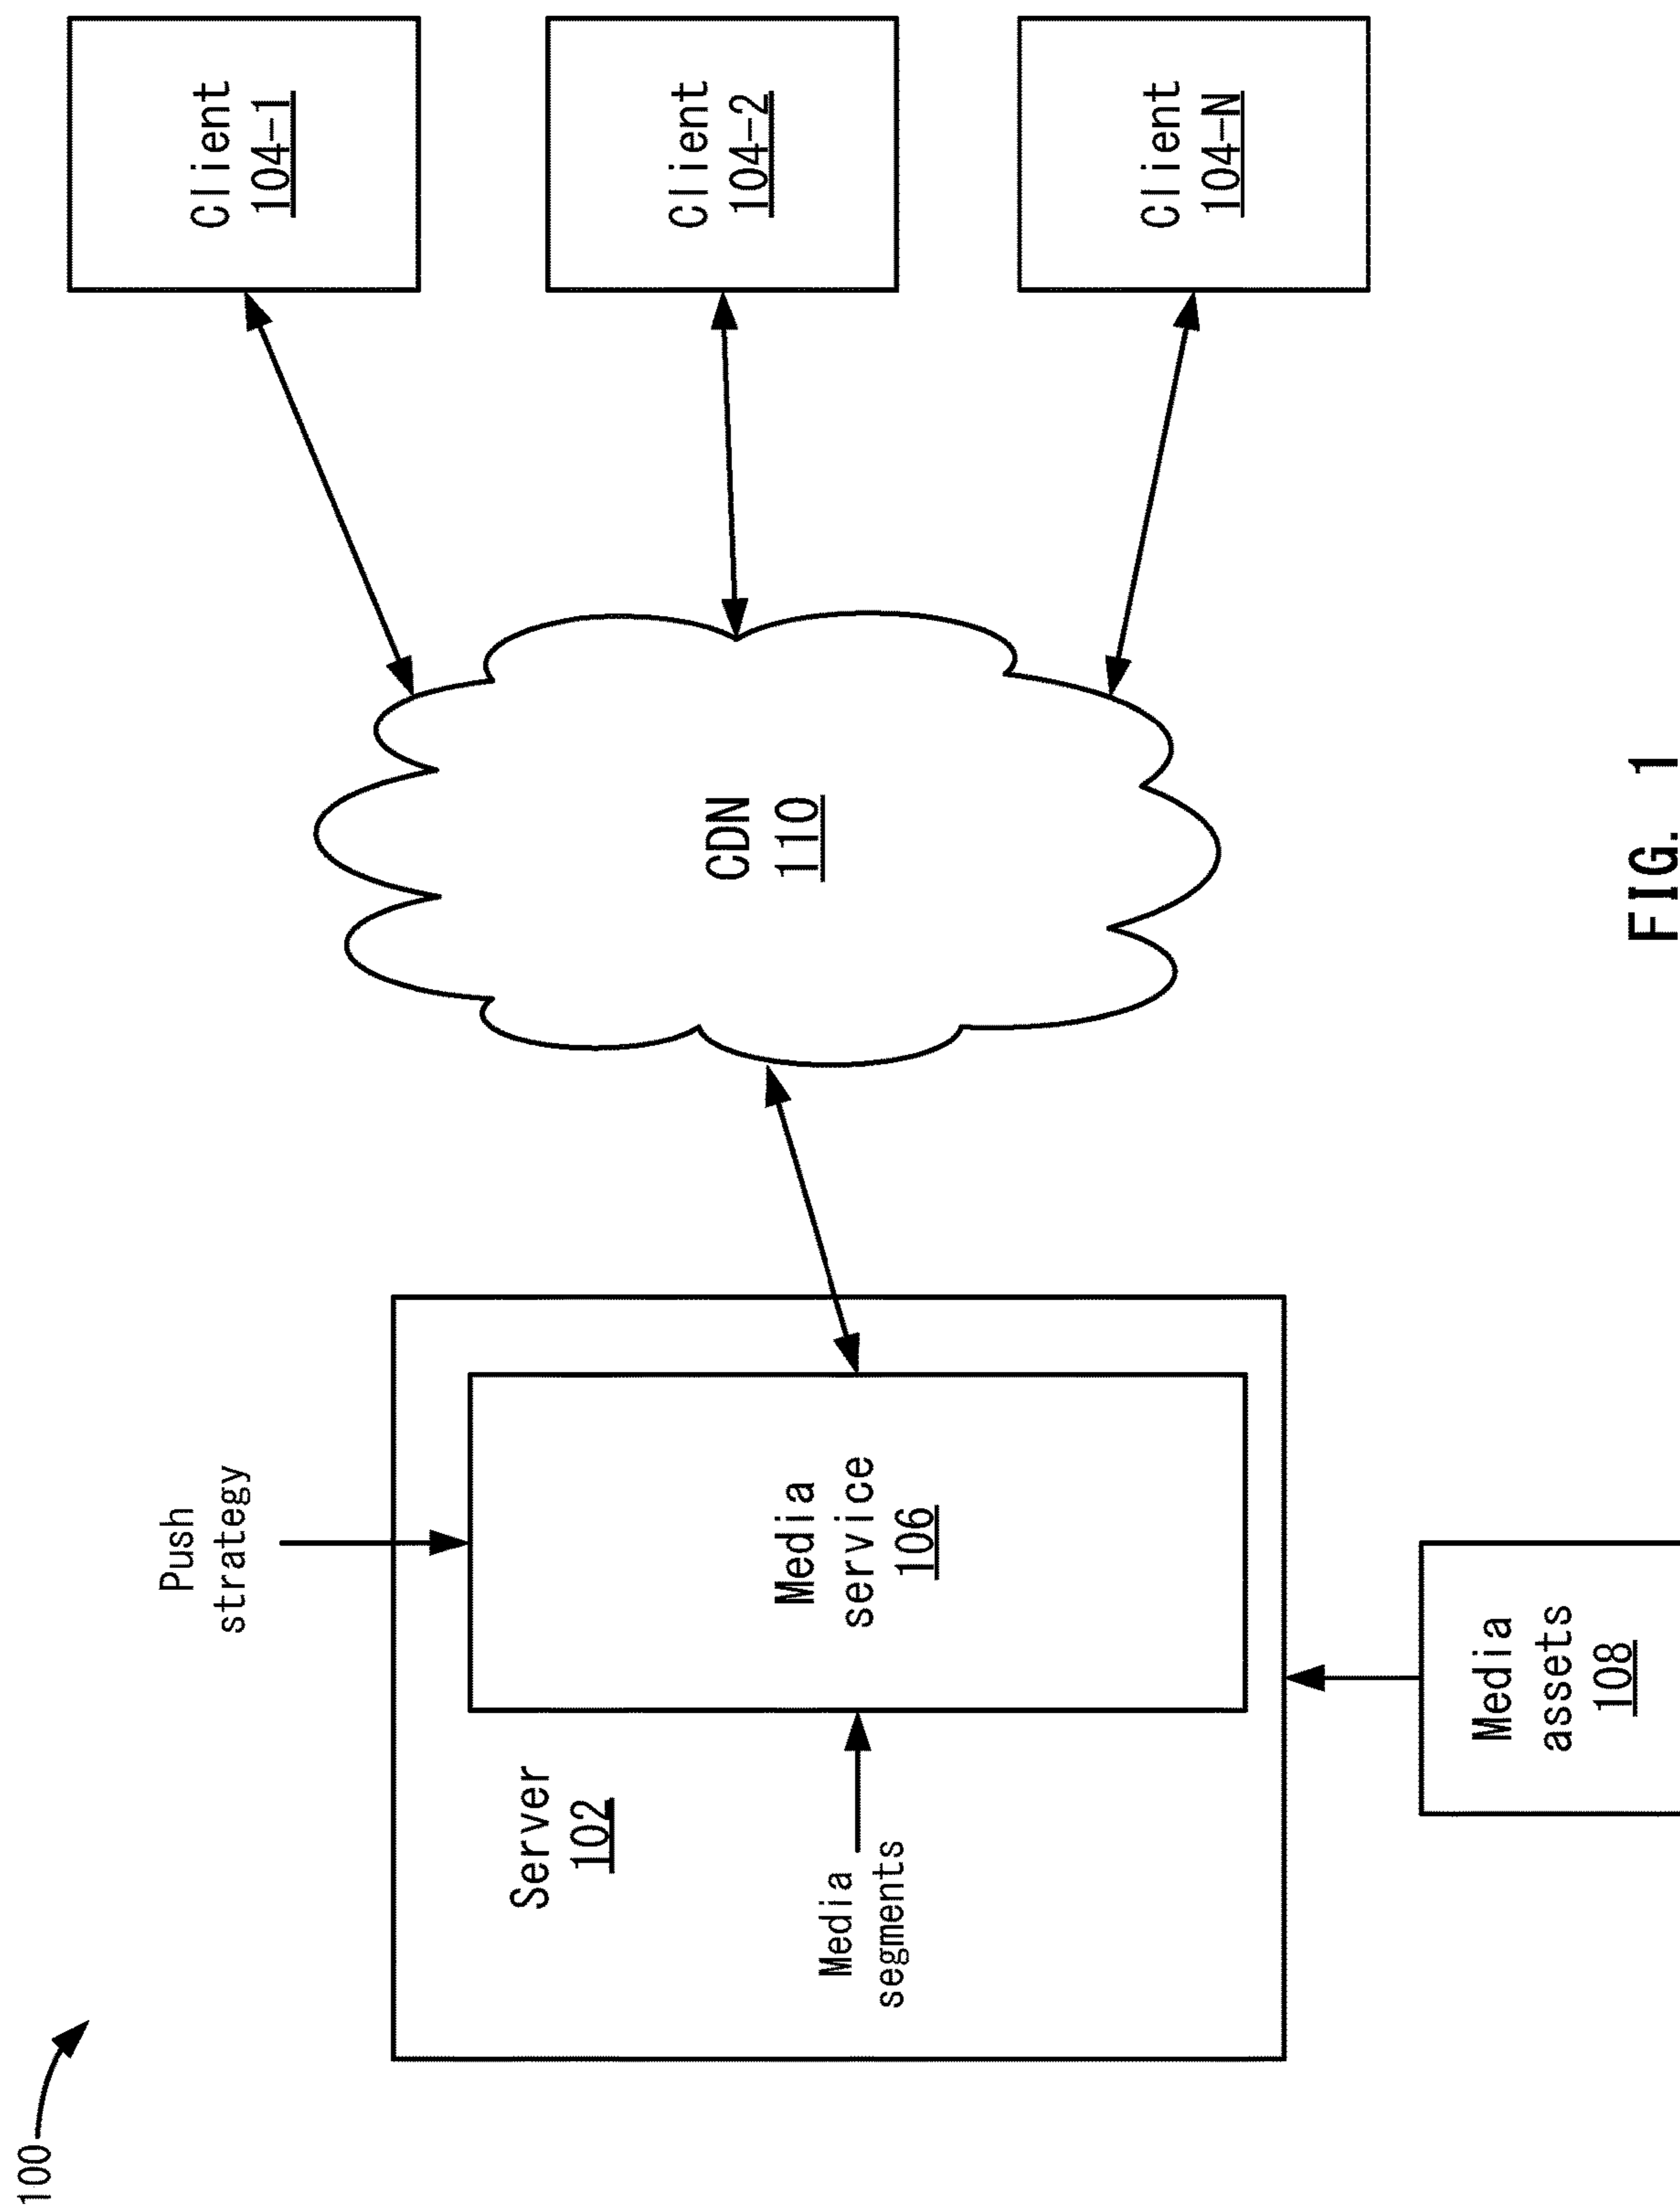 100
Push
strategy
Server
102
Media
segments
Media
service
106
Media
assets
108
CDN
110
Client
104-1
Client
104-2
Client
104-N
FIG. 1